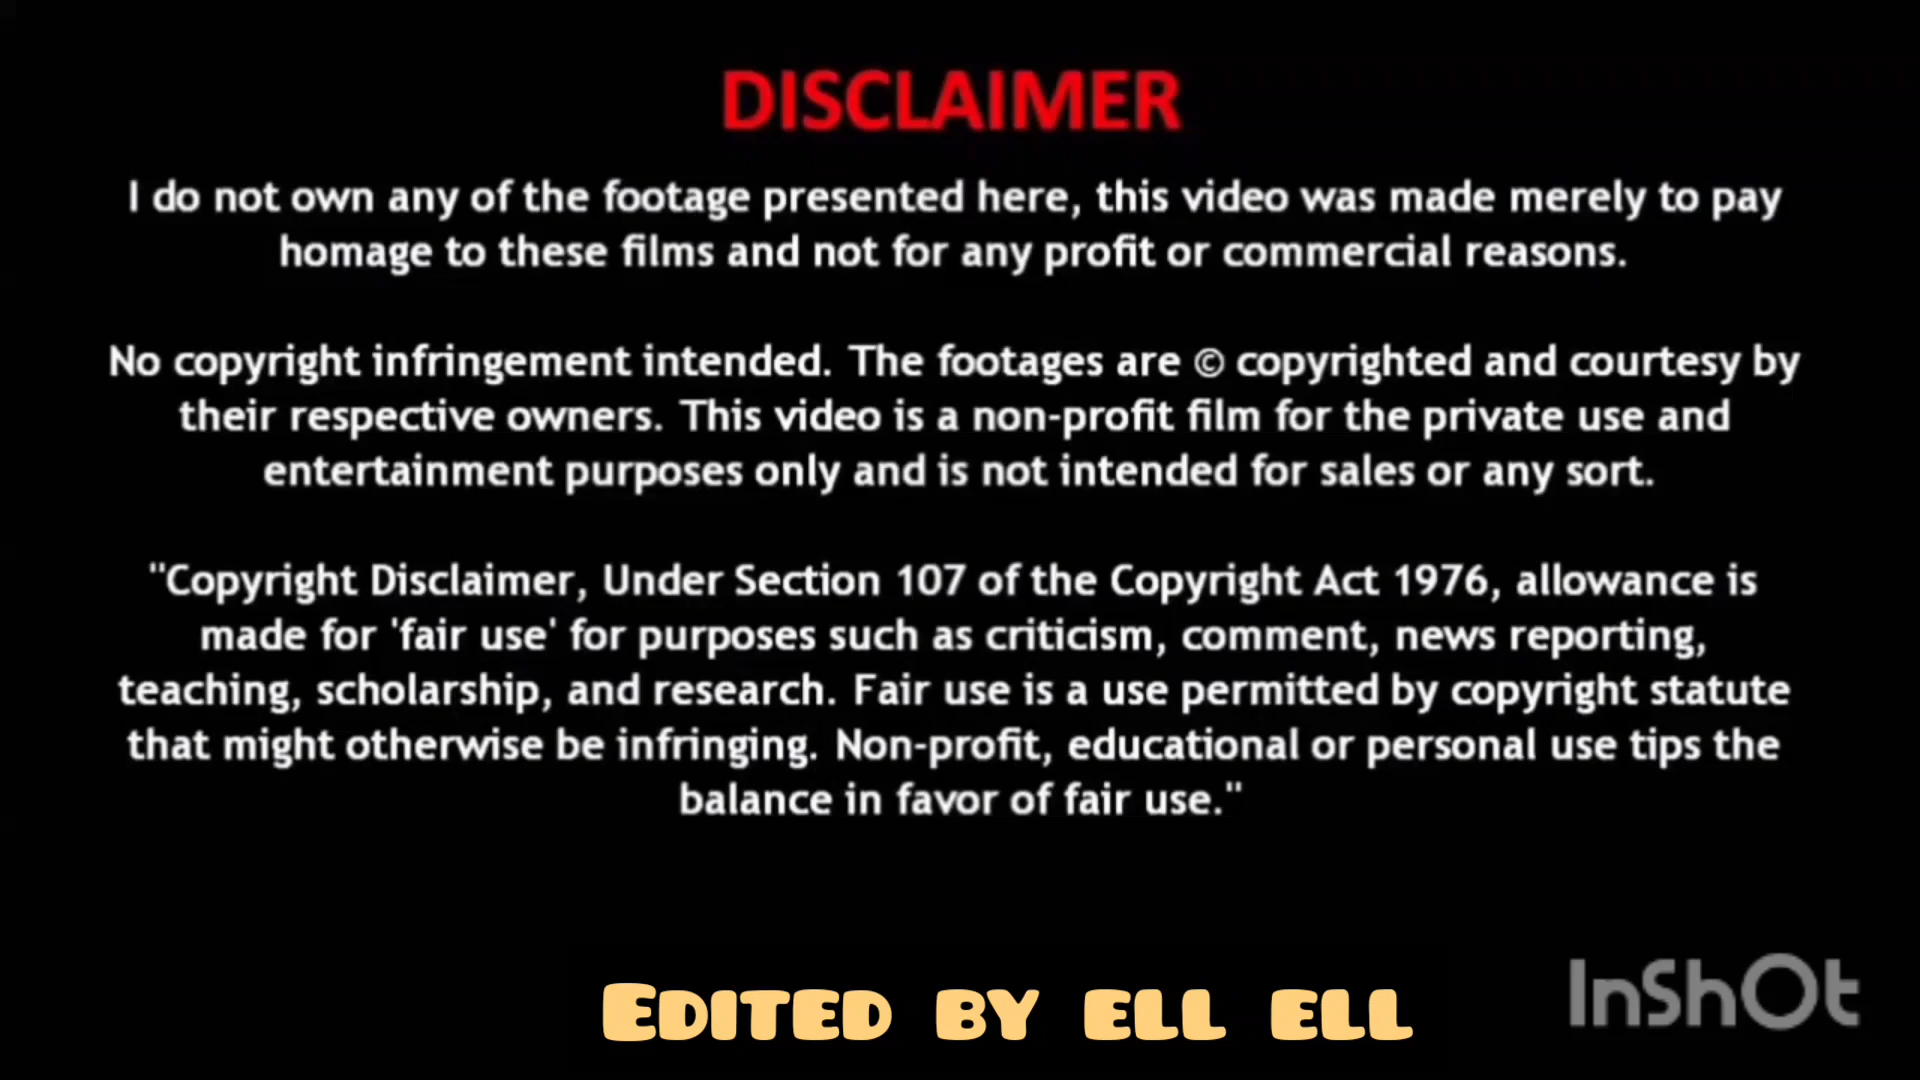 DISCLAIMER
I do not own any of the footage presented here, this video was made merely to pay
homage to these films and not for any profit or commercial reasons.
No copyright infringement intended. The footages are © copyrighted and courtesy by
their respective owners. This video is a non-profit film for the private use and
entertainment purposes only and is not intended for sales or any sort.
"Copyright Disclaimer, Under Section 107 of the Copyright Act 1976, allowance is
made for 'fair use' for purposes such as criticism, comment, news reporting,
teaching, scholarship, and research. Fair use is a use permitted by copyright statute
that might otherwise be infringing. Non-profit, educational or personal use tips the
balance in favor of fair use."
EDITED BY ELL ELL
InShOt